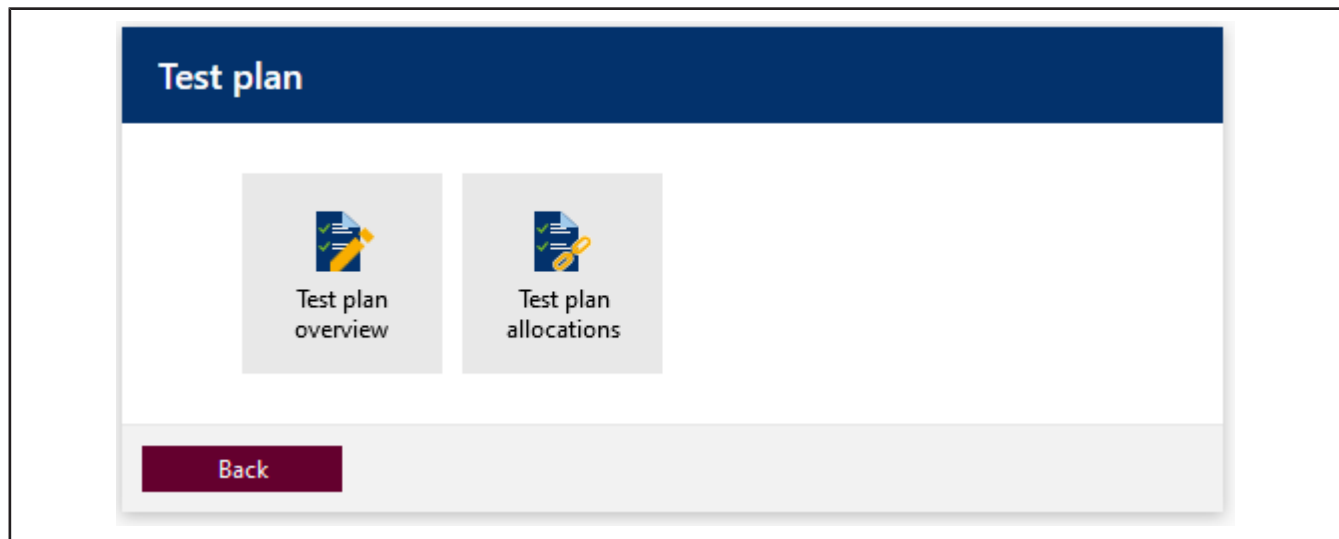 Test plan
Test plan
overview
Test plan
allocations
Back